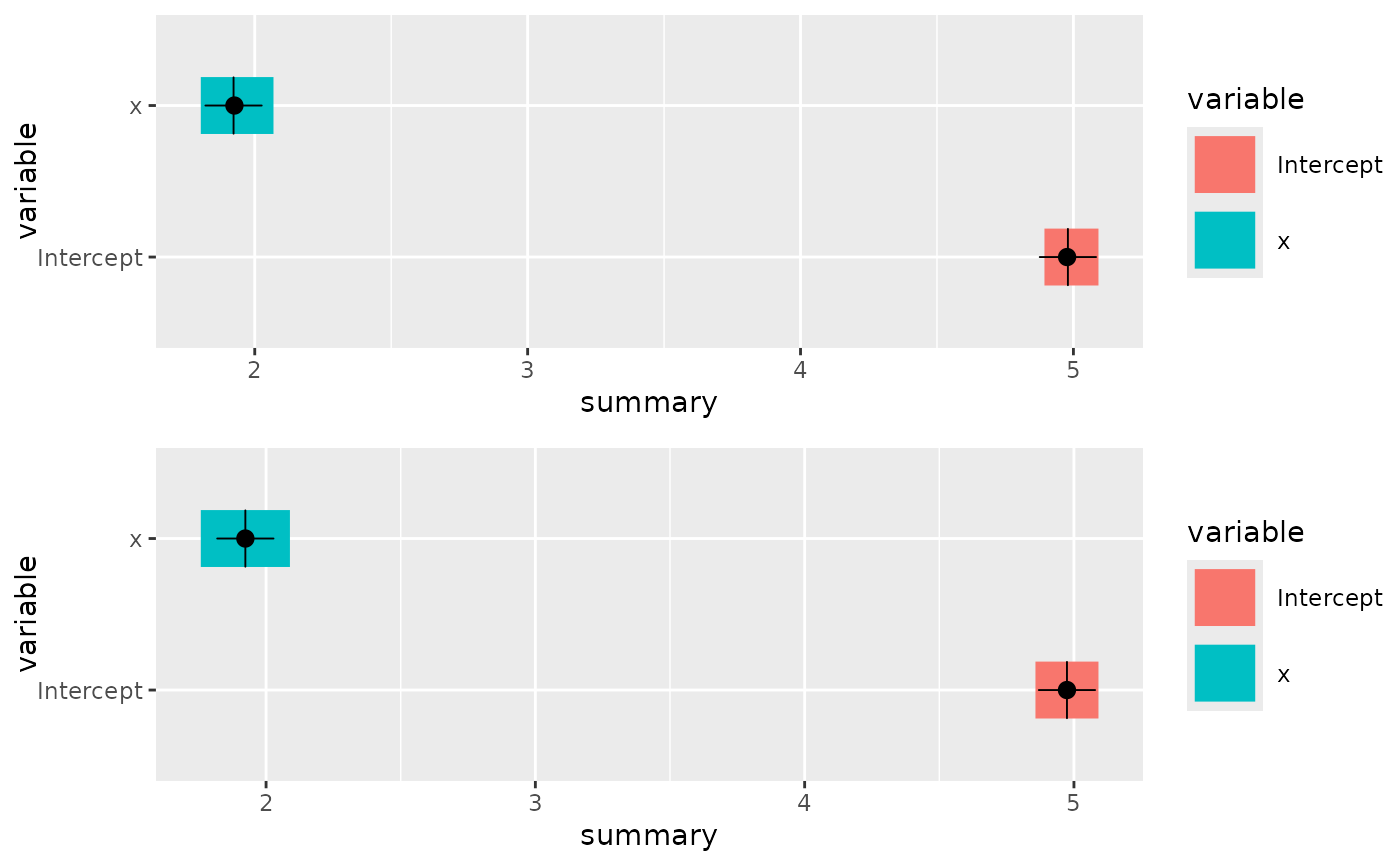 variable
x
Intercept
2 3 4 5
summary
variable
Intercept
x
variable
x
Intercept
2 3 4 5
summary
variable
Intercept
x